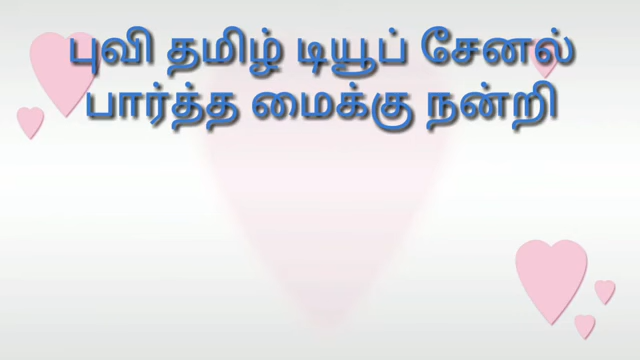 புவி தமிழ் டியூப் சேனல்
பார்த்த மைக்கு நன்றி